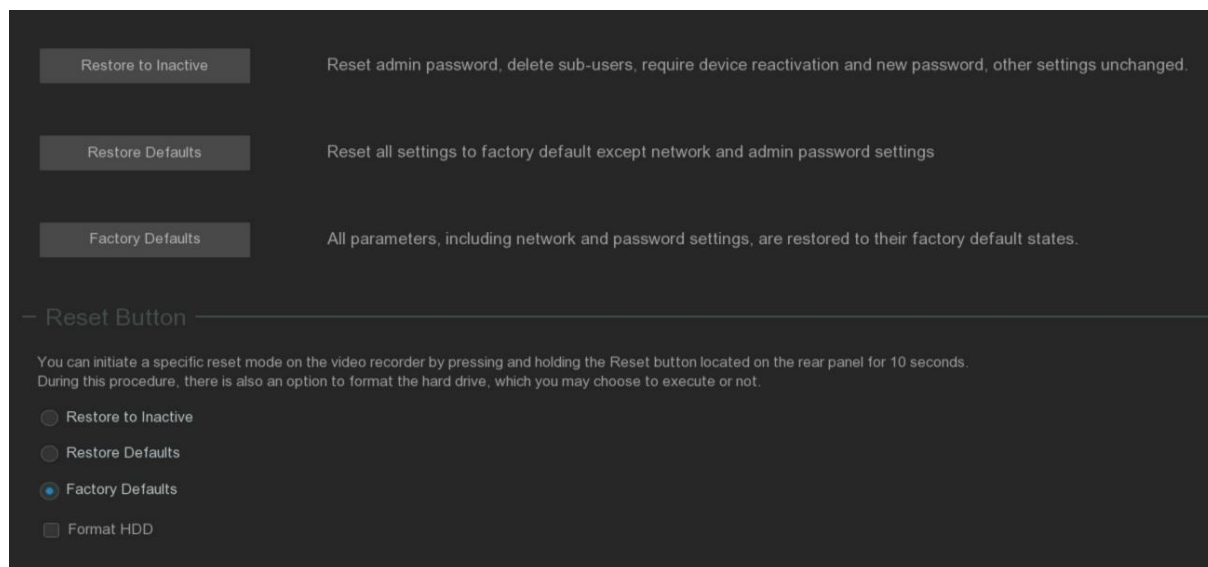 Restore to Inactive
Reset admin password, delete sub-users, require device reactivation and new password, other settings unchanged.
Restore Defaults
Reset all settings to factory default except network and admin password settings
Factory Defaults
All parameters, including network and password settings, are restored to their factory default states.
Reset Button
You can initiate a specific reset mode on the video recorder by pressing and holding the Reset button located on the rear panel for 10 seconds.
During this procedure, there is also an option to format the hard drive, which you may choose to execute or not.
Restore to Inactive
Restore Defaults
Factory Defaults
Format HDD